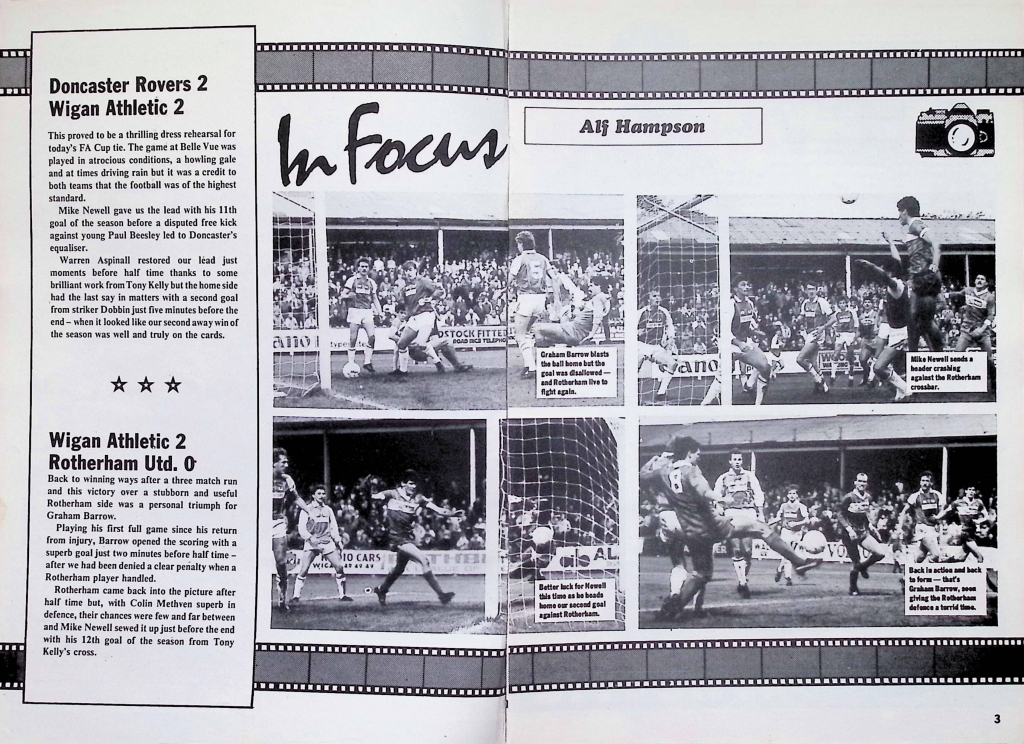 Doncaster Rovers 2
Wigan Athletic 2
This proved to be a thrilling dress rehearsal for
today's FA Cup tie. The game at Belle Vue was
played in atrocious conditions, a howling gale
and at times driving rain but it was a credit to
both teams that the football was of the highest
standard.
Mike Newell gave us the lead with his 11th
goal of the season before a disputed free kick
against young Paul Beesley led to Doncaster's
equaliser.
Warren Aspinall restored our lead just
moments before half time thanks to some
brilliant work from Tony Kelly but the home side
had the last say in matters with a second goal
from striker Dobbin just five minutes before the
end – when it looked like our second away win of
the season was well and truly on the cards.
Wigan Athletic 2
Rotherham Utd. 0
Back to winning ways after a three match run
and this victory over a stubborn and useful
Rotherham side was a personal triumph for
Graham Barrow.
Playing his first full game since his return
from injury, Barrow opened the scoring with a
superb goal just two minutes before half time –
after we had been denied a clear penalty when a
Rotherham player handled.
Rotherham came back into the picture after
half time but, with Colin Methven superb in
defence, their chances were few and far between
and Mike Newell sewed it up just before the end
with his 12th goal of the season from Tony
Kelly's cross.
In Focus
Alf Hampson
OSTOCK FITTED
Graham Barrow blasts
the ball home but the
goal was disallowed —
and Rotherham live to
fight again.
Mike Newell sends a
header crashing
against the Rotherham
crossbar.
IO CARS
WIGAN
Better luck for Newell
this time as he heads
home our second goal
against Rotherham.
8
Back in action and back
to form — that's
Graham Barrow, seen
giving the Rotherham
defence a torrid time.
3